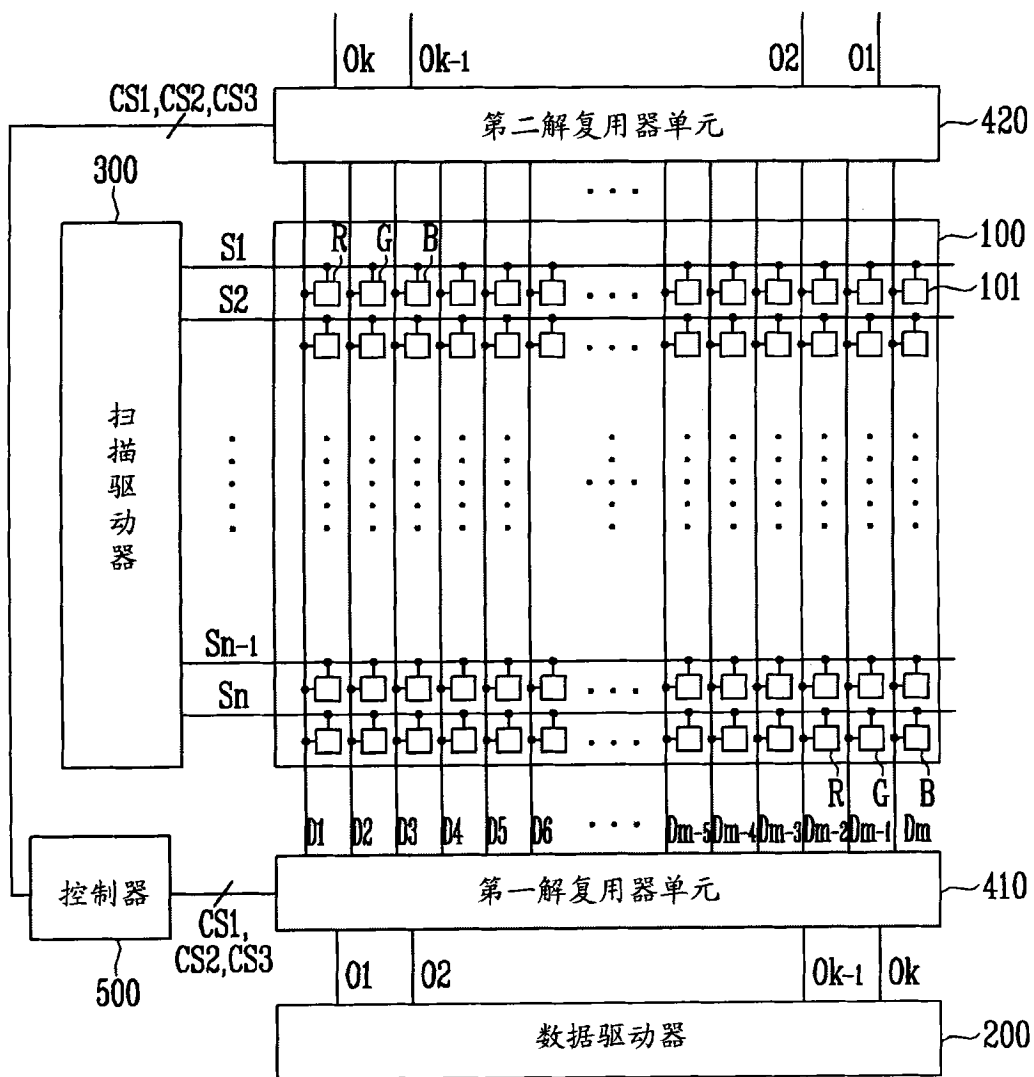 Ok Ok-1 O2 O1
CS1,CS2,CS3
第二解复用器单元
420
300
S1
R G B
100
S2
101
扫描驱动器
Sn-1
Sn
R G B
D1 D2 D3 D4 D5 D6 Dm-5 Dm-4 Dm-3 Dm-2 Dm-1 Dm
控制器
第一解复用器单元
410
CS1,
CS2,CS3
500
O1 O2 Ok-1 Ok
数据驱动器
200